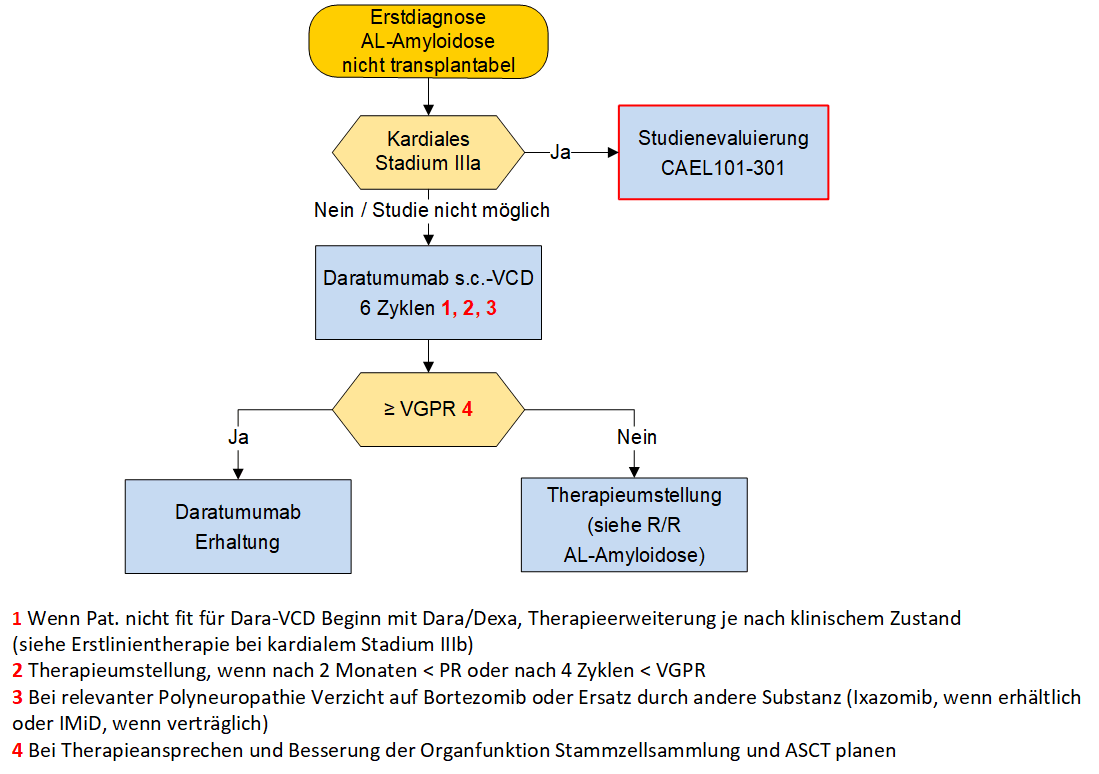 Erstdiagnose
AL-Amyloidose
nicht transplantabel
Kardiales
Stadium IIIa
Ja
Studienevaluierung
CAEL101-301
Nein / Studie nicht möglich
Daratumumab s.c.-VCD
6 Zyklen 1, 2, 3
≥ VGPR 4
Ja
Nein
Daratumumab
Erhaltung
Therapieumstellung
(siehe R/R
AL-Amyloidose)
1 Wenn Pat. nicht fit für Dara-VCD Beginn mit Dara/Dexa, Therapieerweiterung je nach klinischem Zustand
(siehe Erstlinientherapie bei kardialem Stadium IIIb)
2 Therapieumstellung, wenn nach 2 Monaten < PR oder nach 4 Zyklen < VGPR
3 Bei relevanter Polyneuropathie Verzicht auf Bortezomib oder Ersatz durch andere Substanz (Ixazomib, wenn erhältlich
oder IMiD, wenn verträglich)
4 Bei Therapieansprechen und Besserung der Organfunktion Stammzellsammlung und ASCT planen